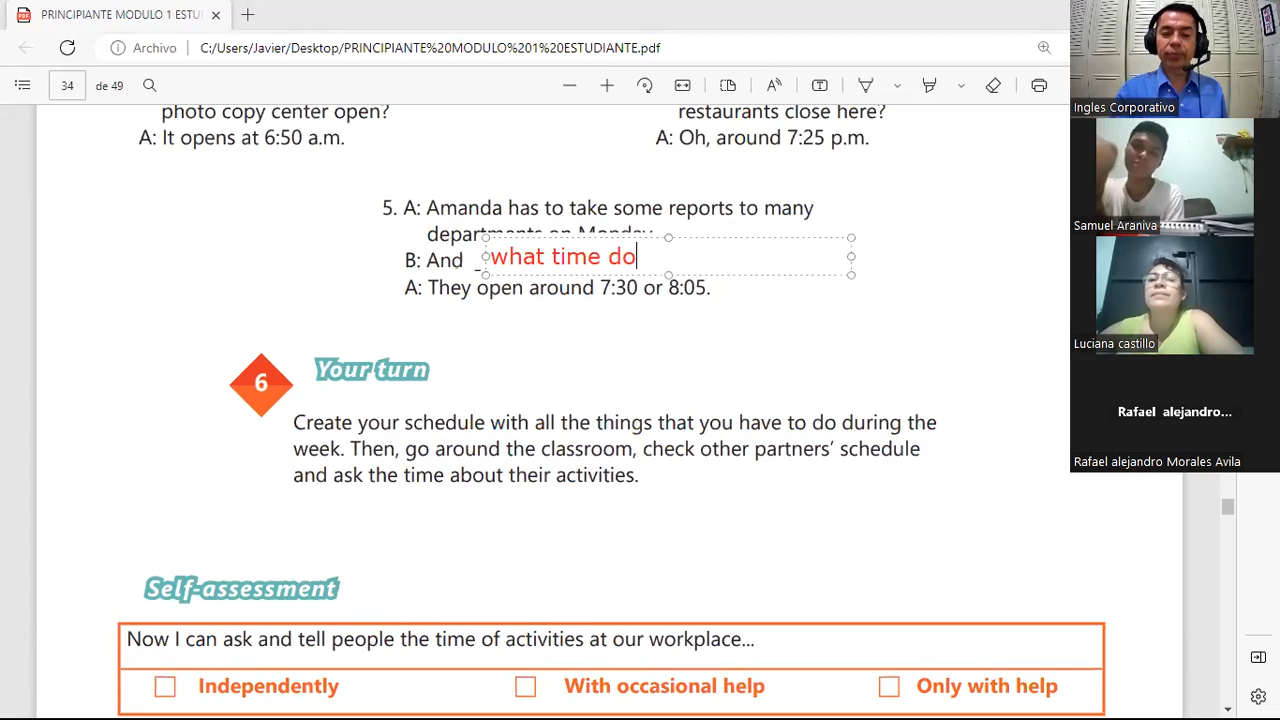 PRINCIPIANTE MODULO 1 ESTU
Archivo
C:/Users/Javier/Desktop/PRINCIPIANTE%20MODULO%201%20ESTUDIANTE.pdf
34
de 49
photo copy center open?
A: It opens at 6:50 a.m.
restaurants close here?
A: Oh, around 7:25 p.m.
5. A: Amanda has to take some reports to many
departments on Monday.
B: And what time do
A: They open around 7:30 or 8:05.
6
Your turn
Create your schedule with all the things that you have to do during the
week. Then, go around the classroom, check other partners' schedule
and ask the time about their activities.
Self-assessment
Now I can ask and tell people the time of activities at our workplace...
Independently
With occasional help
Only with help
Ingles Corporativo
Samuel Araniva
Luciana castillo
Rafael alejandro...
Rafael alejandro Morales Avila